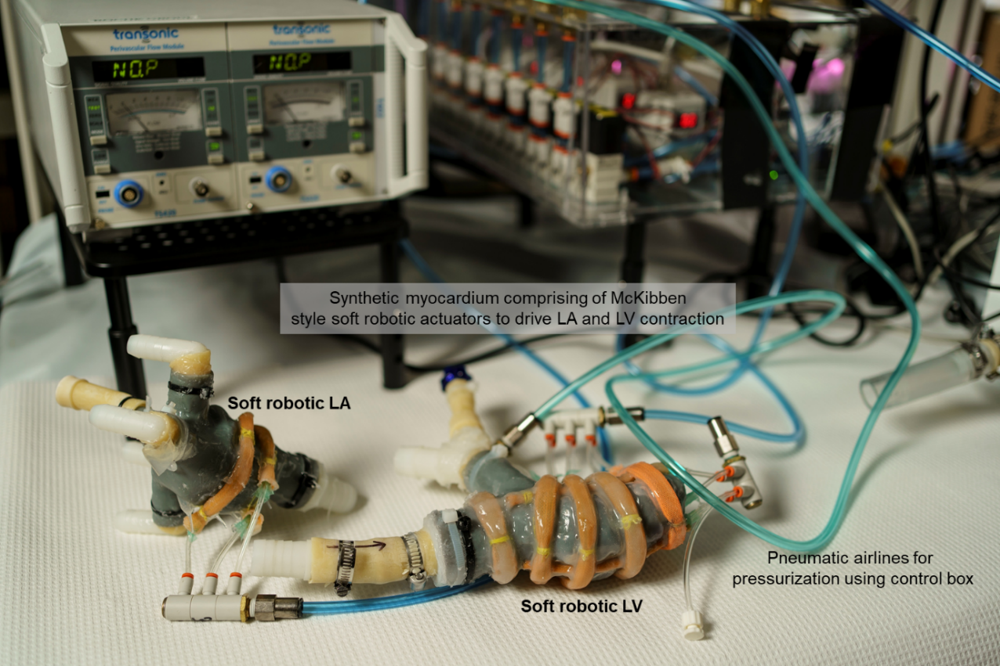 transonic
Perivascular Flow Module
NO.P
transonic
Perivascular Flow Module
NO.P
Synthetic myocardium comprising of McKibben
style soft robotic actuators to drive LA and LV contraction
Soft robotic LA
Soft robotic LV
Pneumatic airlines for
pressurization using control box